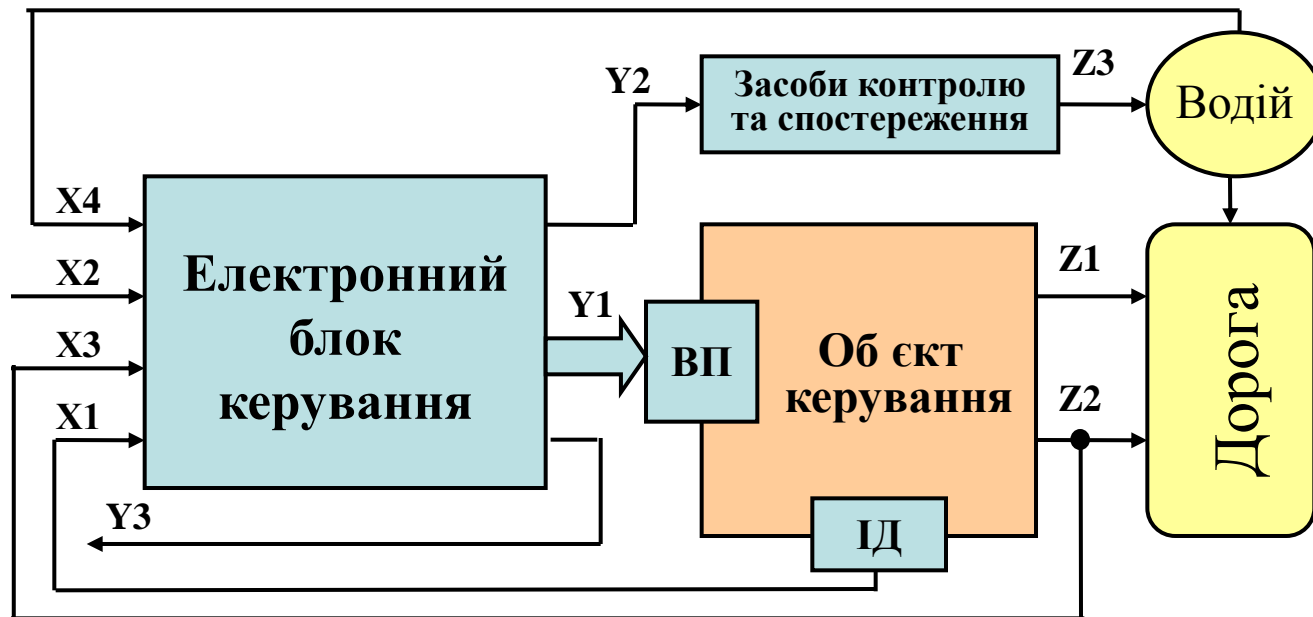 Y2
Засоби контролю
та спостереження
Z3
Водій
X4
X2
X3
X1
Електронний
блок
керування
Y1
ВП
Об єкт
керування
ІД
Z1
Z2
Дорога
Y3